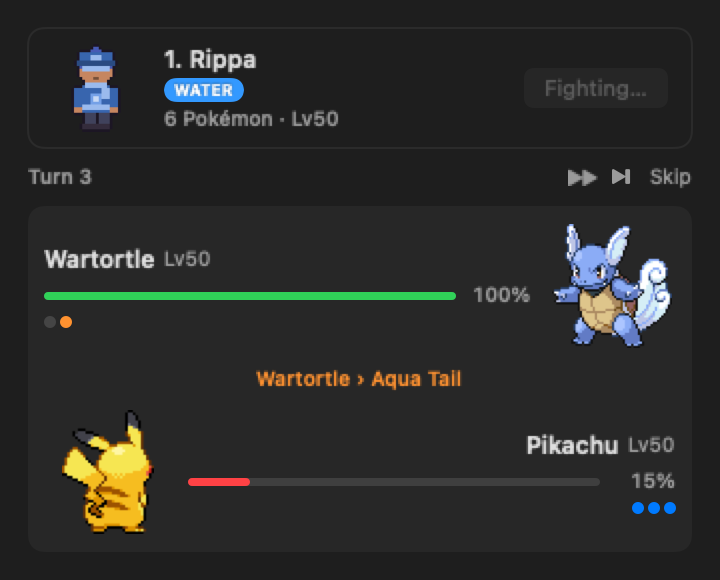 1. Rippa
WATER
6 Pokémon · Lv50
Fighting...
Turn 3
Skip
Wartortle Lv50
100%
Wartortle › Aqua Tail
Pikachu Lv50
15%